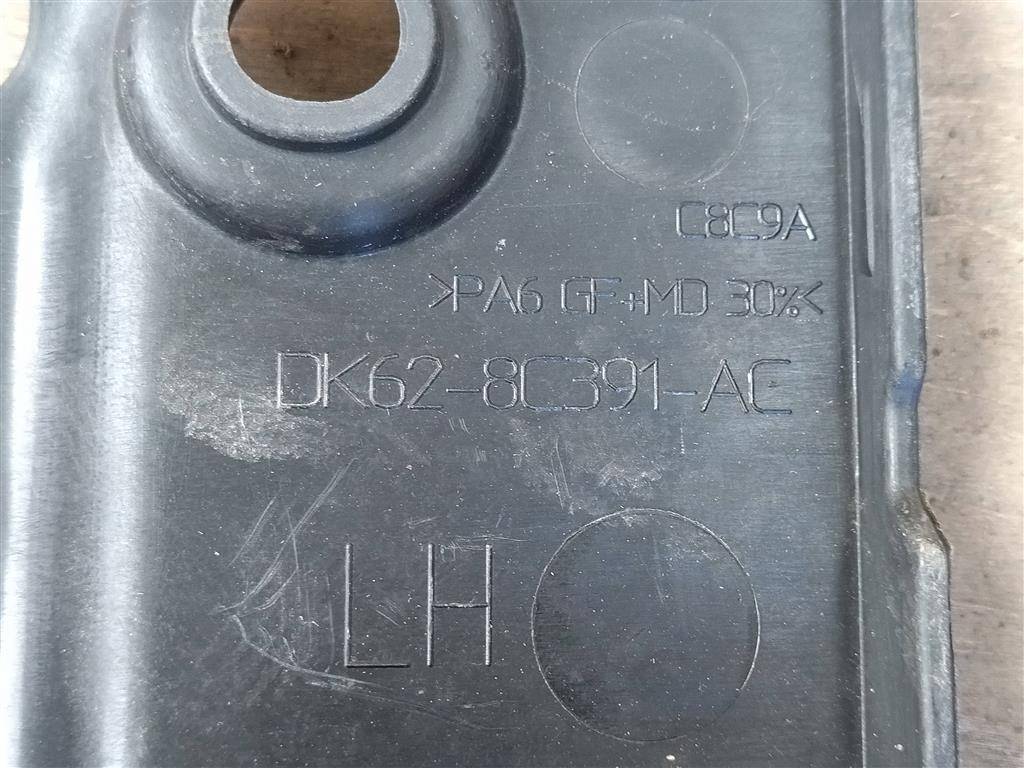 C8C9A
>PA6 GF+MD 30%<
DK62-8C391-AC
LH